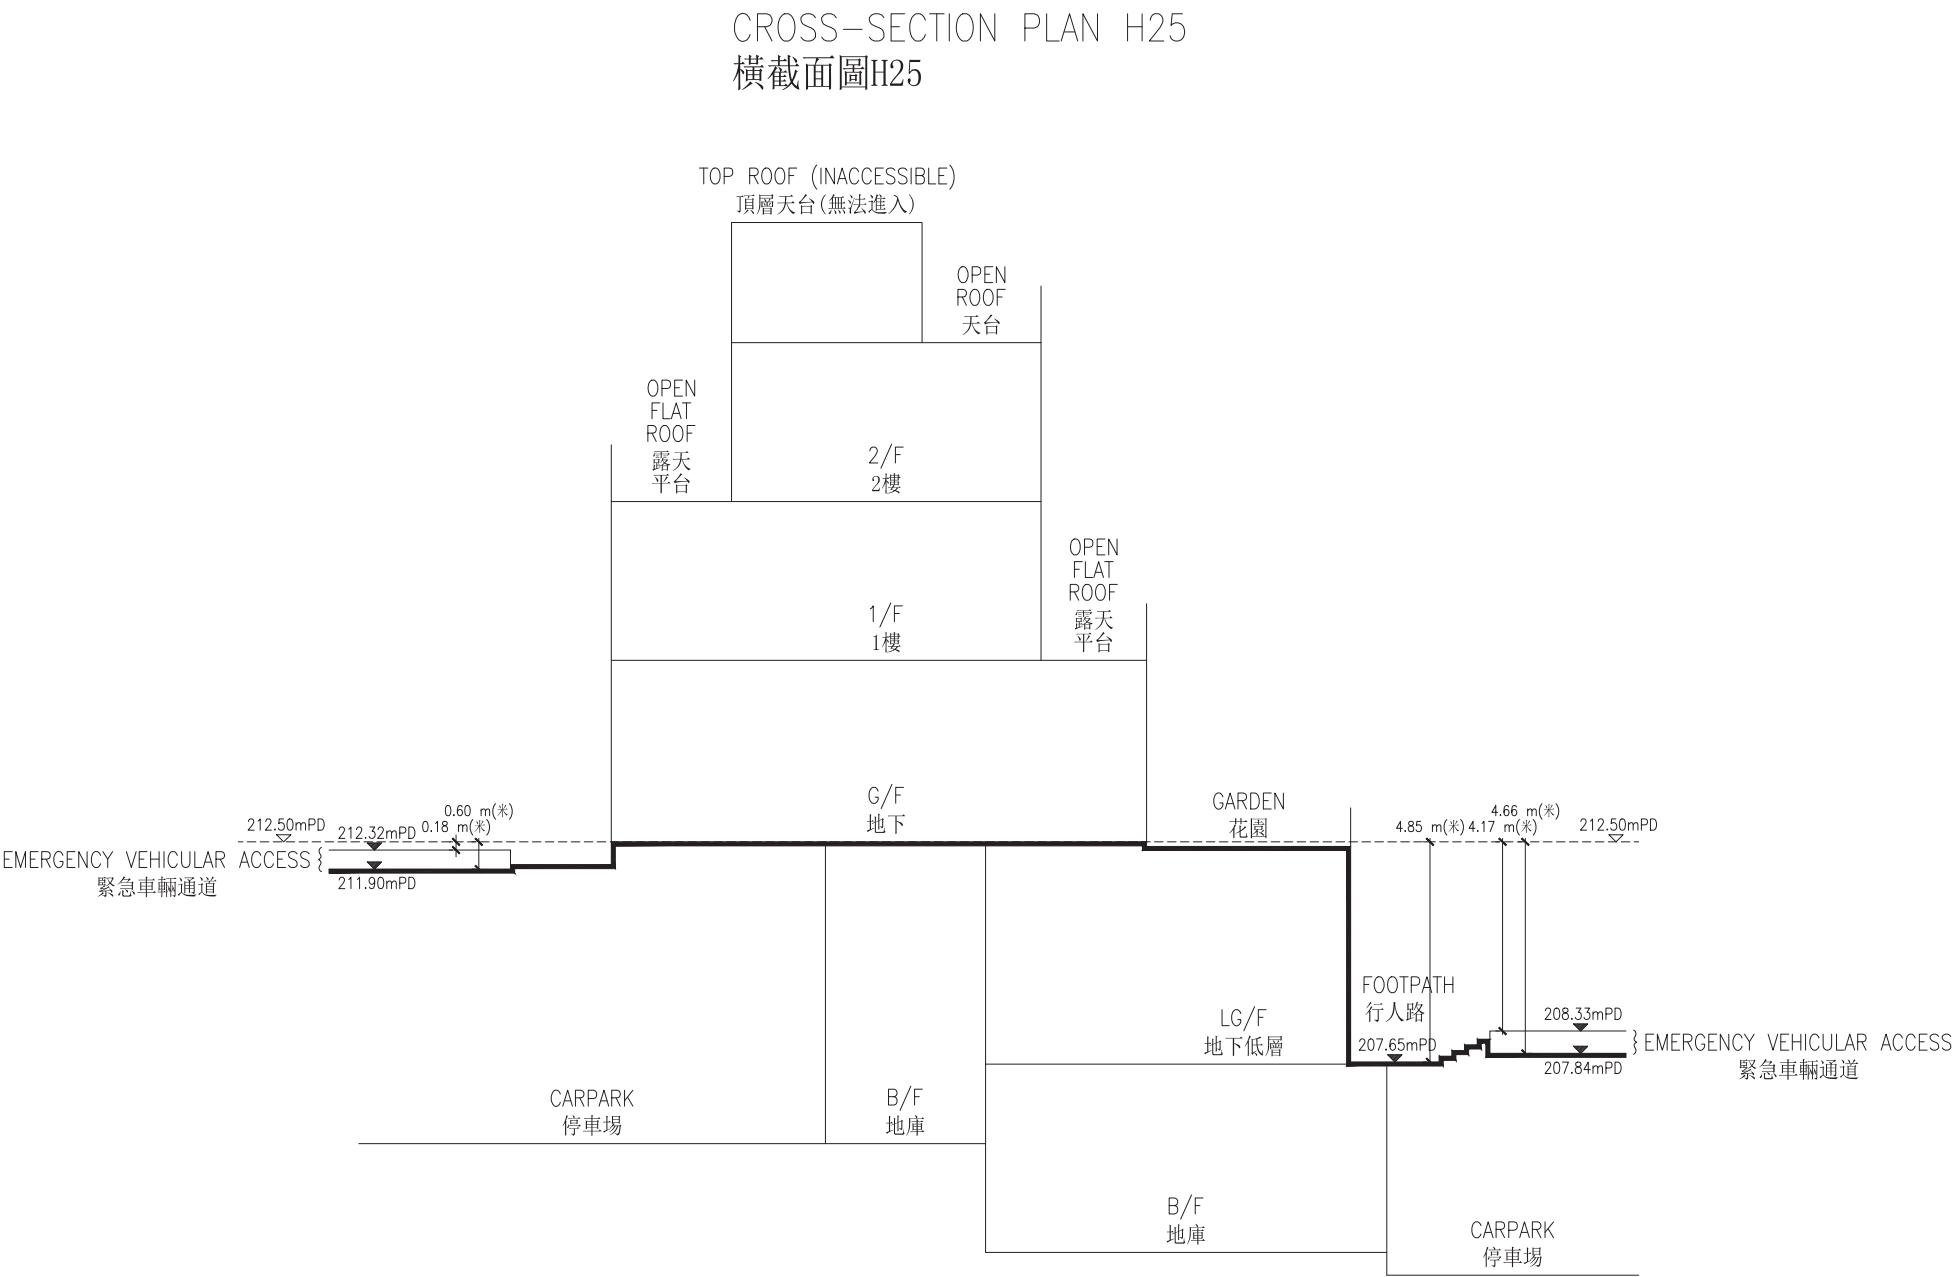 CROSS-SECTION PLAN H25
橫截面圖H25
TOP ROOF (INACCESSIBLE)
頂層天台(無法進入)
OPEN
ROOF
天台
OPEN
FLAT
ROOF
露天
平台
2/F
2樓
OPEN
FLAT
ROOF
露天
平台
1/F
1樓
G/F
地下
GARDEN
花園
0.60 m(米)
0.18 m(米)
212.50mPD
212.32mPD
EMERGENCY VEHICULAR ACCESS
緊急車輛通道
211.90mPD
4.66 m(米)
4.85 m(米)
4.17 m(米)
212.50mPD
FOOTPATH
行人路
207.65mPD
208.33mPD
EMERGENCY VEHICULAR ACCESS
緊急車輛通道
207.84mPD
LG/F
地下低層
CARPARK
停車場
B/F
地庫
B/F
地庫
CARPARK
停車場